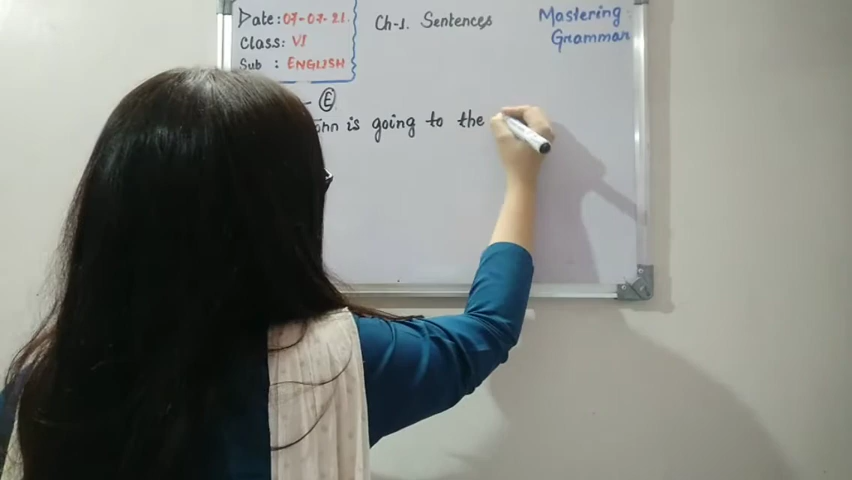 Date: 07-07-21.
Class: VI
Sub : ENGLISH
Ch-1. Sentences
Mastering
Grammar
E
is going to the